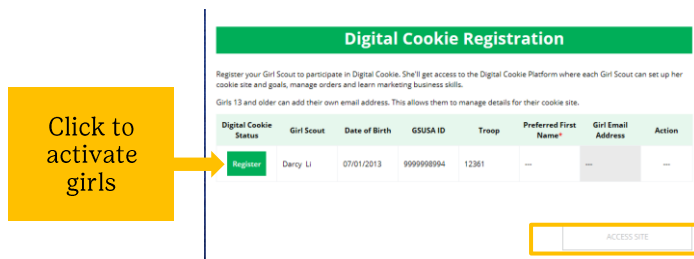 Digital Cookie Registration
Register your Girl Scout to participate in Digital Cookie. She'll get access to the Digital Cookie Platform where each Girl Scout can set up her
cookie site and goals, manage orders and learn marketing business skills.
Girls 13 and older can add their own email address. This allows them to manage details for their cookie site.
Click to
activate
girls
Digital Cookie Status Girl Scout Date of Birth GSUSA ID Troop Preferred First Name* Girl Email Address Action
Register Darcy Li 07/01/2013 9999998994 12361 --- --- ---
ACCESS SITE